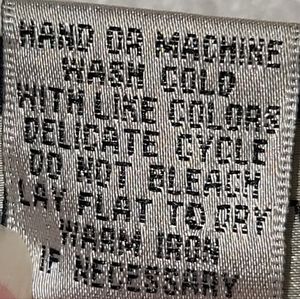 HAND OR MACHINE
WASH COLD
WITH LIKE COLORS
DELICATE CYCLE
DO NOT BLEACH
LAY FLAT TO DRY
WARM IRON
IF NECESSARY